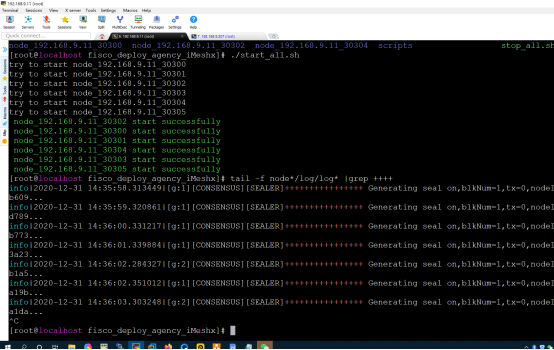 192.168.9.11 (root)
Terminal Sessions View X server Tools Settings Macros Help
Session Servers Tools Sessions View Split MultiExec Tunneling Packages Settings Help
Quick connect...
node_192.168.9.11_30300 node_192.168.9.11_30302 node_192.168.9.11_30304 scripts stop_all.sh
[root@localhost fisco_deploy_agency_iMeshx]# ./start_all.sh
try to start node_192.168.9.11_30300
try to start node_192.168.9.11_30301
try to start node_192.168.9.11_30302
try to start node_192.168.9.11_30303
try to start node_192.168.9.11_30304
try to start node_192.168.9.11_30305
node_192.168.9.11_30302 start successfully
node_192.168.9.11_30300 start successfully
node_192.168.9.11_30301 start successfully
node_192.168.9.11_30304 start successfully
node_192.168.9.11_30303 start successfully
node_192.168.9.11_30305 start successfully
[root@localhost fisco_deploy_agency_iMeshx]# tail -f node*/log/log* |grep ++++
info|2020-12-31 14:35:58.313449|[g:1][CONSENSUS][SEALER]++++++++++++++++ Generating seal on,blkNum=1,tx=0,nodeI
b609...
info|2020-12-31 14:35:59.320861|[g:1][CONSENSUS][SEALER]++++++++++++++++ Generating seal on,blkNum=1,tx=0,nodeI
d789...
info|2020-12-31 14:36:00.331217|[g:1][CONSENSUS][SEALER]++++++++++++++++ Generating seal on,blkNum=1,tx=0,nodeI
b773...
info|2020-12-31 14:36:01.339884|[g:1][CONSENSUS][SEALER]++++++++++++++++ Generating seal on,blkNum=1,tx=0,nodeI
3a23...
info|2020-12-31 14:36:02.284327|[g:2][CONSENSUS][SEALER]++++++++++++++++ Generating seal on,blkNum=1,tx=0,nodeI
b1a5...
info|2020-12-31 14:36:02.351012|[g:1][CONSENSUS][SEALER]++++++++++++++++ Generating seal on,blkNum=1,tx=0,nodeI
a19b...
info|2020-12-31 14:36:03.303248|[g:2][CONSENSUS][SEALER]++++++++++++++++ Generating seal on,blkNum=1,tx=0,nodeI
a1da...
^C
[root@localhost fisco_deploy_agency_iMeshx]#